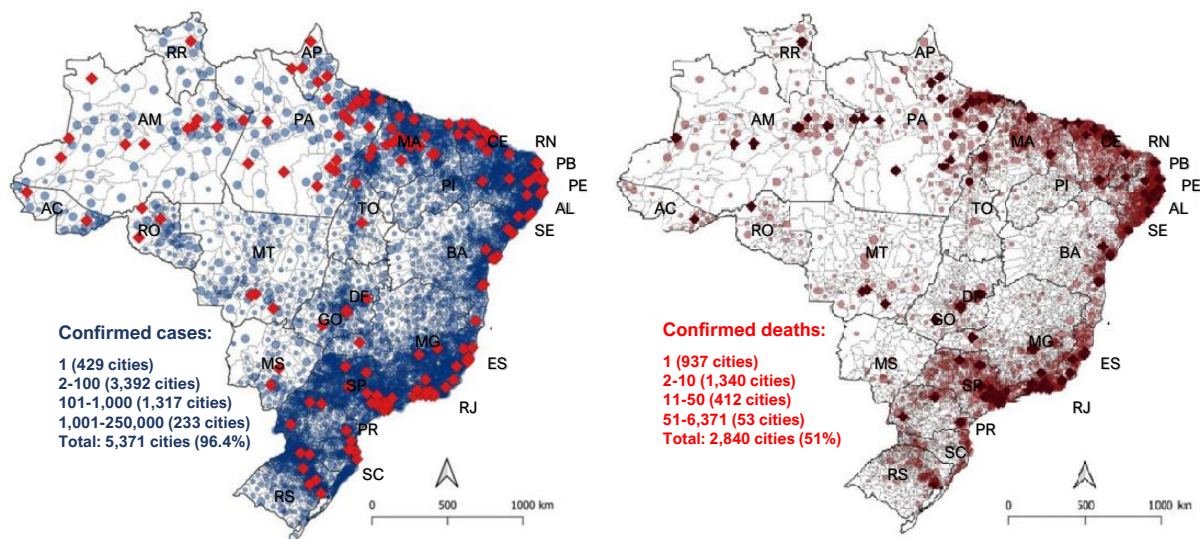 RR
AP
AM
PA
MA
CE
RN
PB
PI
PE
AC
AL
TO
SE
RO
MT
BA
DF
GO
Confirmed cases:
MG
1 (429 cities)
MS
ES
2-100 (3,392 cities)
SP
101-1,000 (1,317 cities)
1,001-250,000 (233 cities)
RJ
Total: 5,371 cities (96.4%)
PR
SC
RS
0 500 1000 km
RR
AP
AM
PA
MA
CE
RN
PB
PI
PE
AC
AL
TO
SE
RO
MT
BA
DF
GO
Confirmed deaths:
MG
1 (937 cities)
MS
ES
2-10 (1,340 cities)
SP
11-50 (412 cities)
51-6,371 (53 cities)
RJ
Total: 2,840 cities (51%)
PR
SC
RS
0 500 1000 km